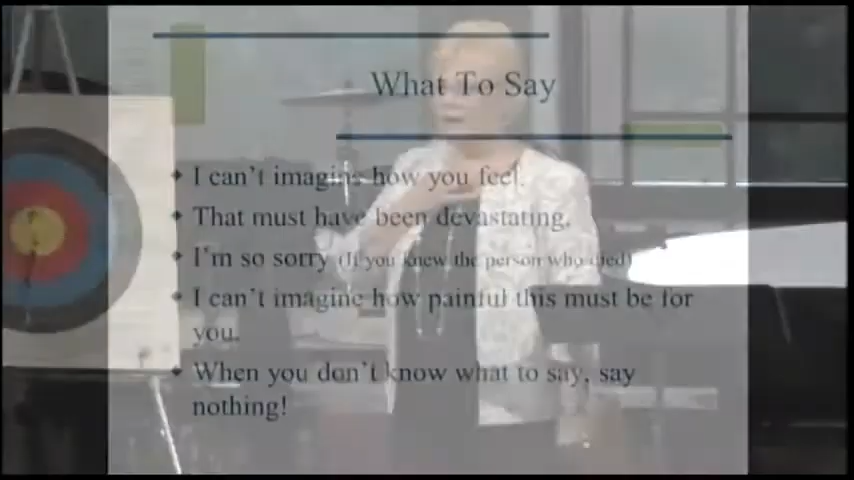 What To Say
I can't imagine how you feel.
That must have been devastating.
I'm so sorry (If you knew the person who died)
I can't imagine how painful this must be for
you.
When you don't know what to say, say
nothing!